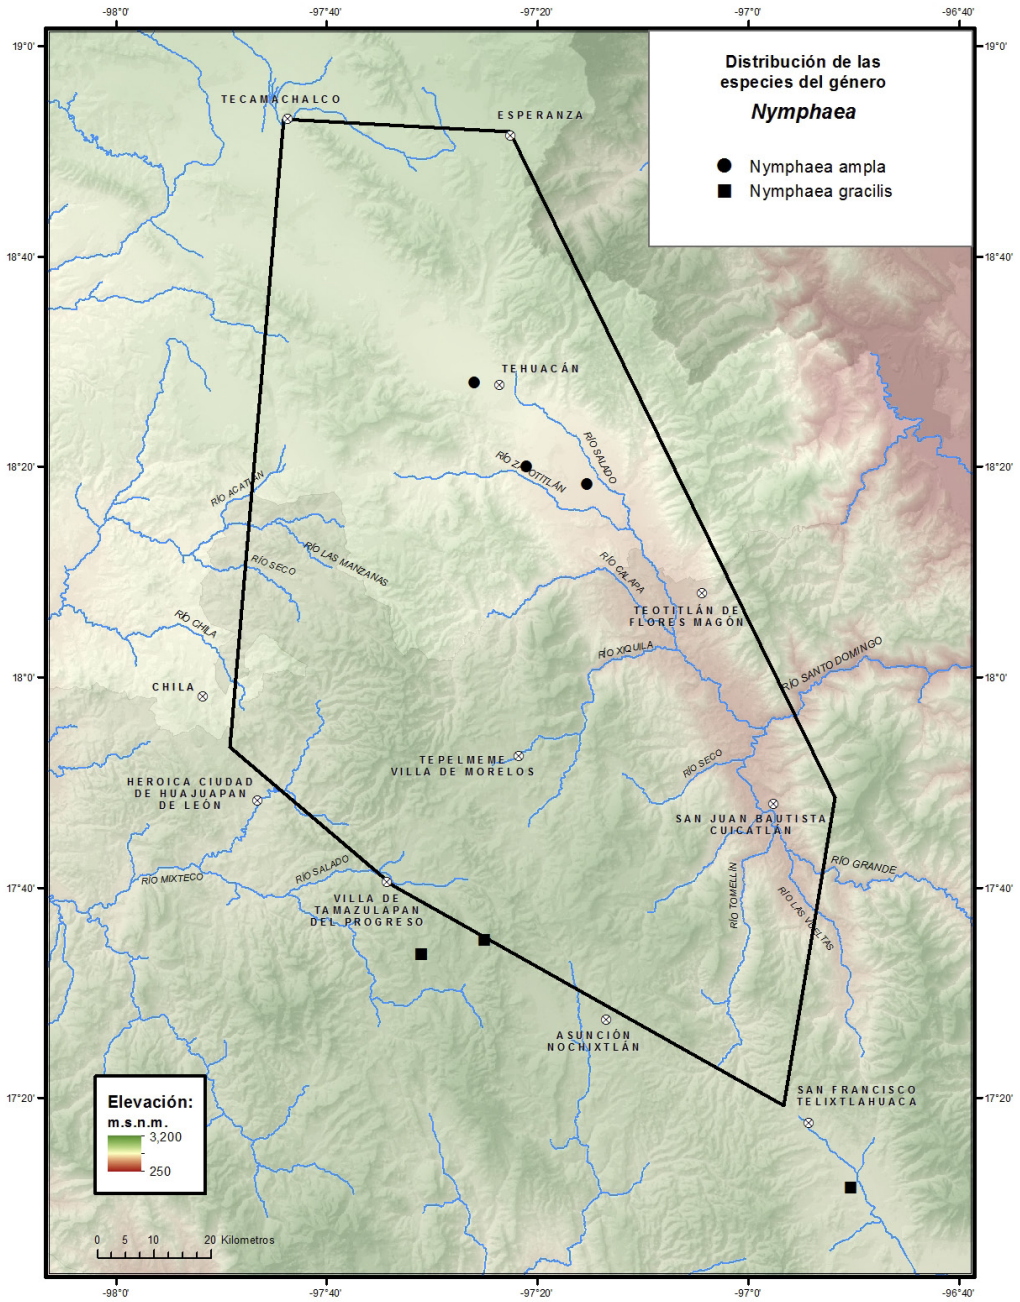 -98°0'
-97°40'
-97°20'
-97°0'
-96°40'
19°0'
19°0'
Distribución de las
especies del género
Nymphaea
Nymphaea ampla
Nymphaea gracilis
TECAMACHALCO
ESPERANZA
18°40'
18°40'
TEHUACÁN
RÍO SALADO
18°20'
18°20'
RÍO ZAPOTITLÁN
RÍO ACATLÁN
RÍO LAS MANZANAS
RÍO SECO
RÍO CALAPA
TEOTITLÁN DE
FLORES MAGÓN
RÍO CHILA
RÍO XIQUILA
RÍO SANTO DOMINGO
18°0'
18°0'
CHILA
TEPELMEME
VILLA DE MORELOS
RÍO SECO
HEROICA CIUDAD
DE HUAJUAPAN
DE LEÓN
SAN JUAN BAUTISTA
CUICATLÁN
RÍO GRANDE
RÍO SALADO
RÍO MIXTECO
17°40'
17°40'
VILLA DE
TAMAZULAPAN
DEL PROGRESO
RÍO TOMELLÍN
RÍO LAS VUELTAS
ASUNCIÓN
NOCHIXTLÁN
SAN FRANCISCO
TELIXTLAHUACA
17°20'
17°20'
Elevación:
m.s.n.m.
3,200
250
0 5 10 20 Kilometros
-98°0'
-97°40'
-97°20'
-97°0'
-96°40'